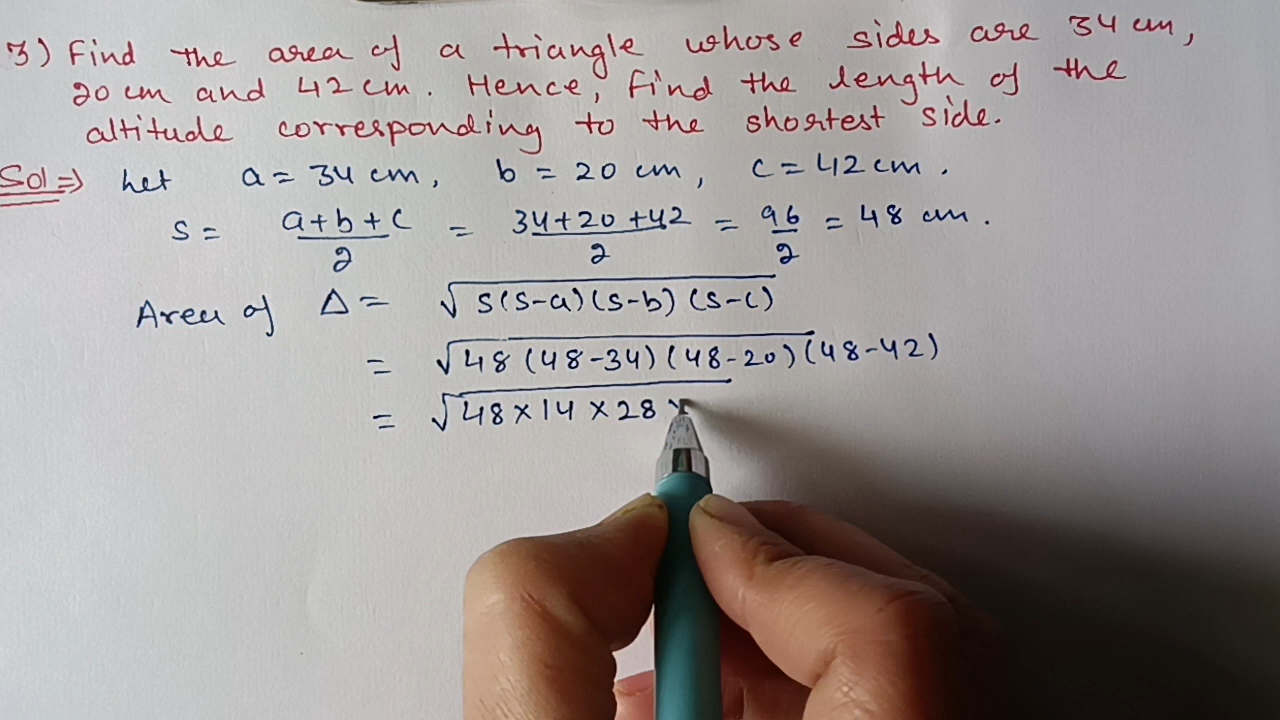 3) Find the area of a triangle whose sides are 34 cm,
20 cm and 42 cm. Hence, find the length of the
altitude corresponding to the shortest side.
Sol⇒ Let a = 34 cm, b = 20 cm, c = 42 cm.
s = a+b+c/2 = 34+20+42/2 = 96/2 = 48 cm.
Area of Δ = √s(s-a)(s-b)(s-c)
= √48(48-34)(48-20)(48-42)
= √48×14×28×